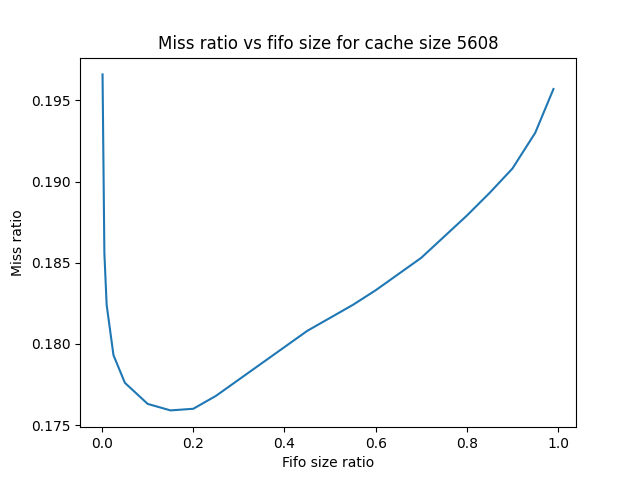 Miss ratio vs fifo size for cache size 5608
Miss ratio
0.195
0.190
0.185
0.180
0.175
0.0 0.2 0.4 0.6 0.8 1.0
Fifo size ratio